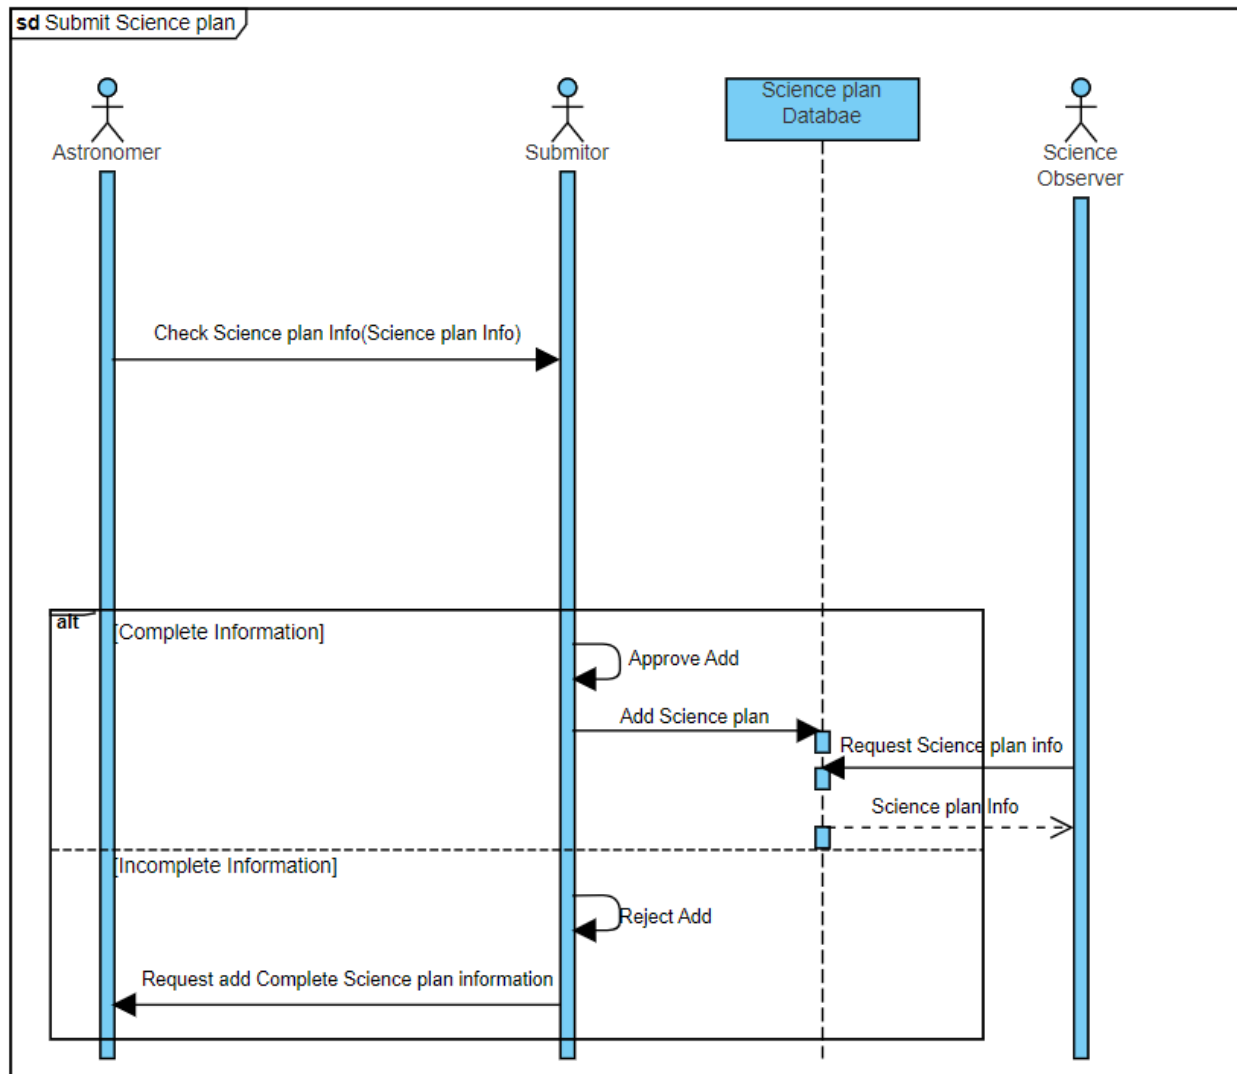 sd Submit Science plan
Astronomer
Submitor
Science plan
Databae
Science
Observer
Check Science plan Info(Science plan Info)
alt
[Complete Information]
Approve Add
Add Science plan
Request Science plan info
Science plan Info
[Incomplete Information]
Reject Add
Request add Complete Science plan information